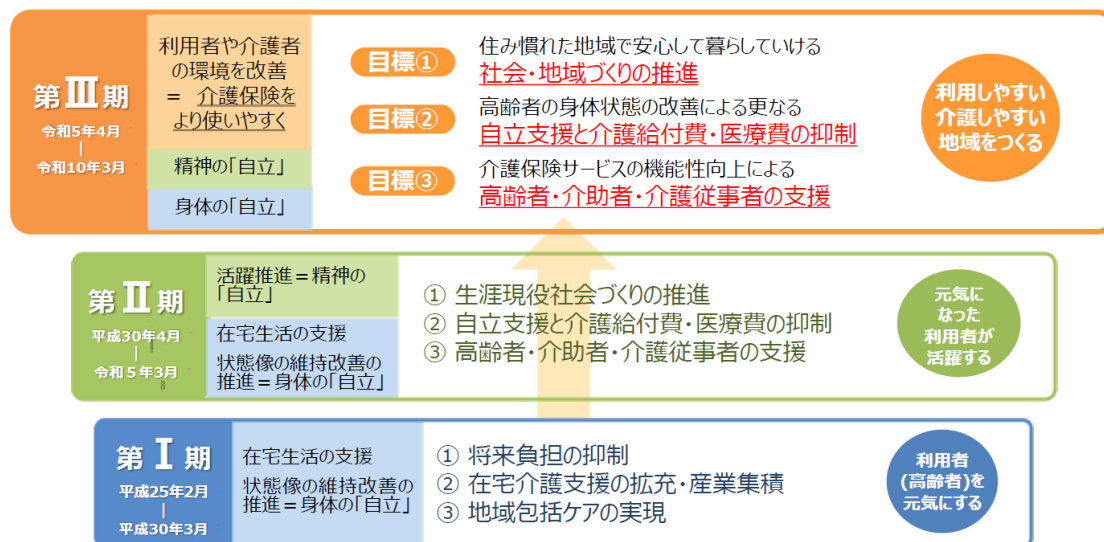 第Ⅲ期
令和5年4月
|
令和10年3月
利用者や介護者
の環境を改善
= 介護保険を
より使いやすく
精神の「自立」
身体の「自立」
目標①
住み慣れた地域で安心して暮らしていける
社会・地域づくりの推進
目標②
高齢者の身体状態の改善による更なる
自立支援と介護給付費・医療費の抑制
目標③
介護保険サービスの機能性向上による
高齢者・介助者・介護従事者の支援
利用しやすい
介護しやすい
地域をつくる
第Ⅱ期
平成30年4月
|
令和5年3月
活躍推進=精神の
「自立」
在宅生活の支援
状態像の維持改善の
推進=身体の「自立」
① 生涯現役社会づくりの推進
② 自立支援と介護給付費・医療費の抑制
③ 高齢者・介助者・介護従事者の支援
元気に
なった
利用者が
活躍する
第Ⅰ期
平成25年2月
|
平成30年3月
在宅生活の支援
状態像の維持改善の
推進=身体の「自立」
① 将来負担の抑制
② 在宅介護支援の拡充・産業集積
③ 地域包括ケアの実現
利用者
(高齢者)を
元気にする